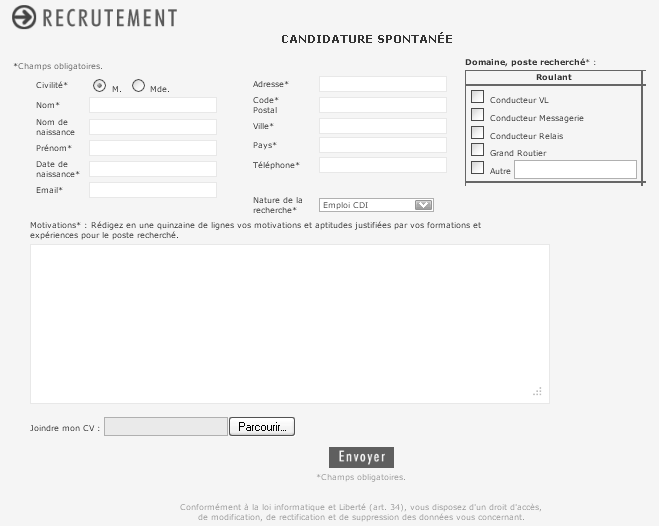 RECRUTEMENT
CANDIDATURE SPONTANÉE
*Champs obligatoires.
Civilité* M. Mde.
Nom*
Nom de
naissance
Prénom*
Date de
naissance*
Email*
Adresse*
Code*
Postal
Ville*
Pays*
Téléphone*
Nature de la
recherche* Emploi CDI
Domaine, poste recherché* :
Roulant
Conducteur VL
Conducteur Messagerie
Conducteur Relais
Grand Routier
Autre
Motivations* : Rédigez en une quinzaine de lignes vos motivations et aptitudes justifiées par vos formations et
expériences pour le poste recherché.
Joindre mon CV : Parcourir...
Envoyer
*Champs obligatoires.
Conformément à la loi informatique et Liberté (art. 34), vous disposez d'un droit d'accès,
de modification, de rectification et de suppression des données vous concernant.